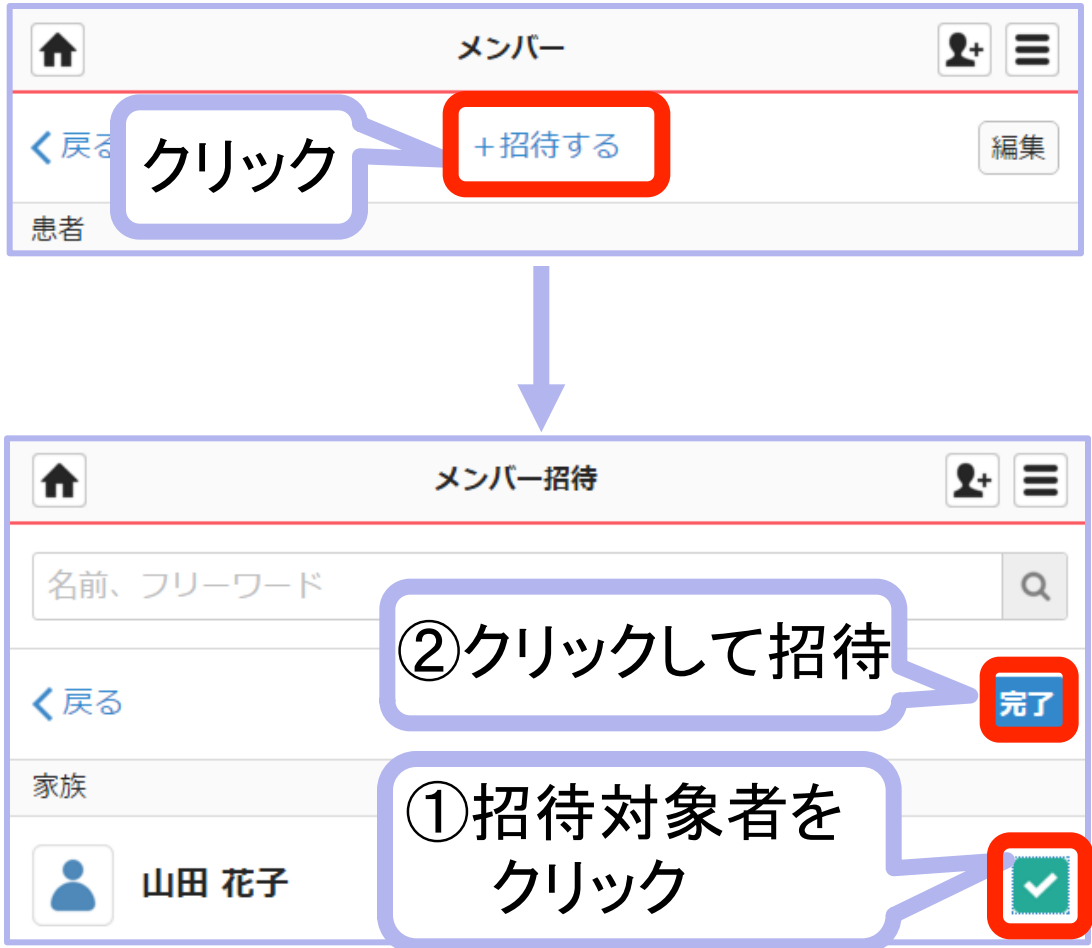 メンバー
戻る
クリック
+招待する
編集
患者
メンバー招待
名前、フリーワード
②クリックして招待
戻る
完了
家族
①招待対象者を
クリック
山田 花子